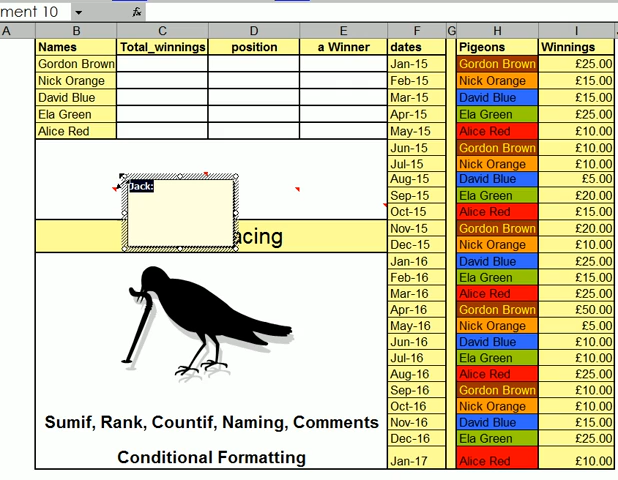 ment 10 fx
A B C D E F G H I
Names Total_winnings position a Winner dates Pigeons Winnings
Gordon Brown Jan-15 Gordon Brown £25.00
Nick Orange Feb-15 Nick Orange £15.00
David Blue Mar-15 David Blue £15.00
Ela Green Apr-15 Ela Green £25.00
Alice Red May-15 Alice Red £10.00
Jun-15 Gordon Brown £10.00
Jul-15 Nick Orange £10.00
Jack: Aug-15 David Blue £5.00
Sep-15 Ela Green £20.00
Oct-15 Alice Red £15.00
acing Nov-15 Gordon Brown £20.00
Dec-15 Nick Orange £10.00
Jan-16 David Blue £25.00
Feb-16 Ela Green £15.00
Mar-16 Alice Red £25.00
Apr-16 Gordon Brown £50.00
May-16 Nick Orange £5.00
Jun-16 David Blue £10.00
Jul-16 Ela Green £10.00
Aug-16 Alice Red £25.00
Sep-16 Gordon Brown £10.00
Oct-16 Nick Orange £10.00
Sumif, Rank, Countif, Naming, Comments Nov-16 David Blue £15.00
Dec-16 Ela Green £25.00
Conditional Formatting Jan-17 Alice Red £10.00